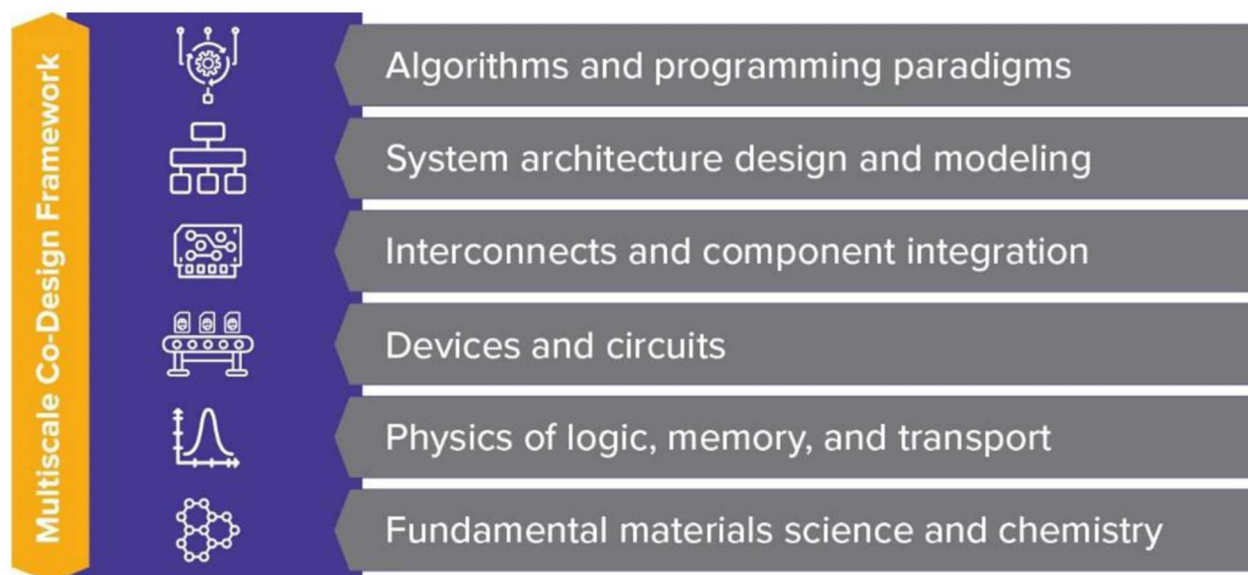 Multiscale Co-Design Framework
Algorithms and programming paradigms
System architecture design and modeling
Interconnects and component integration
Devices and circuits
Physics of logic, memory, and transport
Fundamental materials science and chemistry